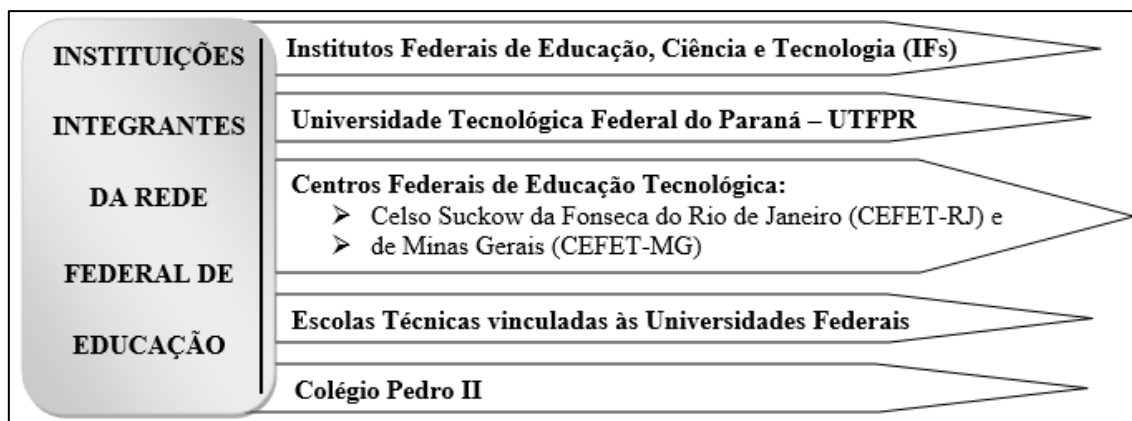 INSTITUIÇÕES
INTEGRANTES
DA REDE
FEDERAL DE
EDUCAÇÃO
Institutos Federais de Educação, Ciência e Tecnologia (IFs)
Universidade Tecnológica Federal do Paraná – UTFPR
Centros Federais de Educação Tecnológica:
➢ Celso Suckow da Fonseca do Rio de Janeiro (CEFET-RJ) e
➢ de Minas Gerais (CEFET-MG)
Escolas Técnicas vinculadas às Universidades Federais
Colégio Pedro II